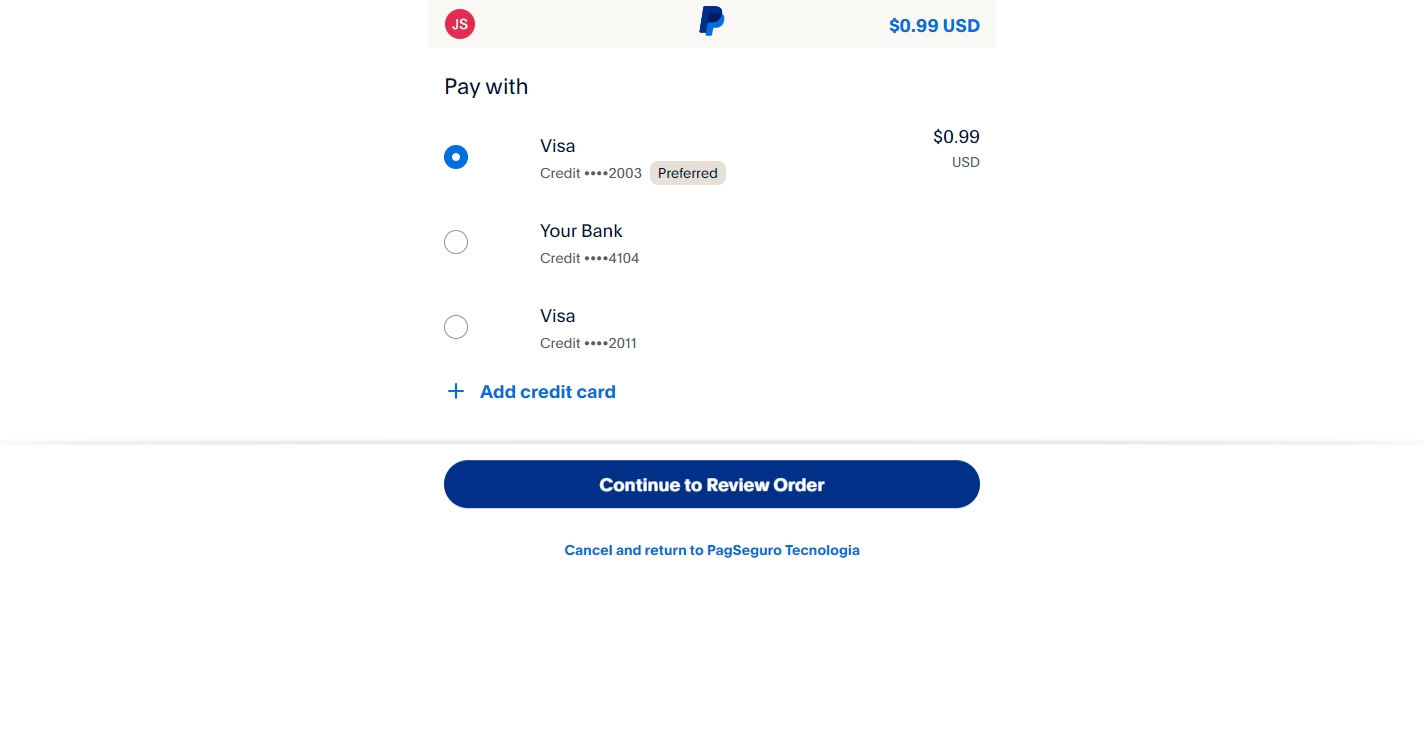 JS
$0.99 USD
Pay with
Visa
$0.99
Credit ••••2003 Preferred
USD
Your Bank
Credit ••••4104
Visa
Credit ••••2011
+ Add credit card
Continue to Review Order
Cancel and return to PagSeguro Tecnologia